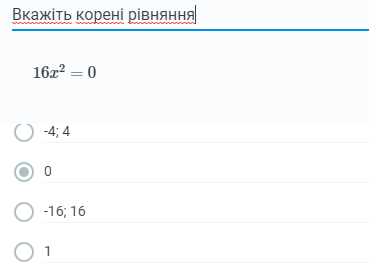 Вкажіть корені рівняння
16x² = 0
-4; 4
0
-16; 16
1